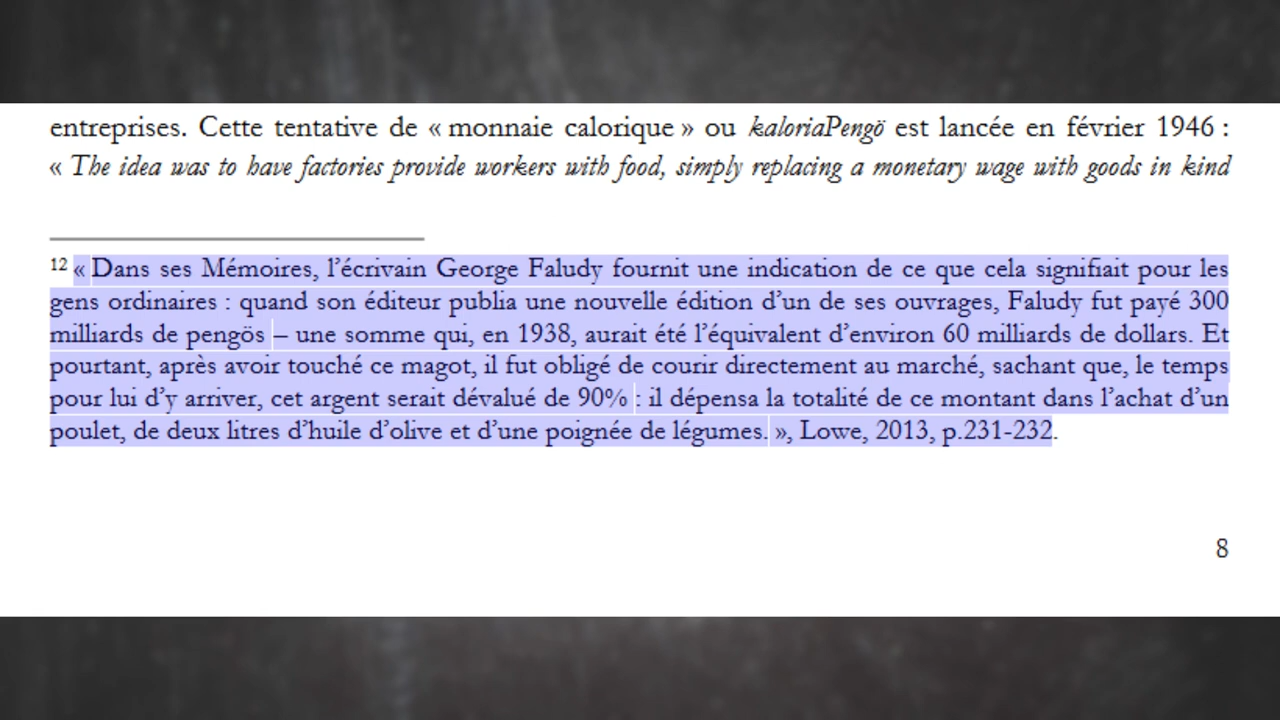 entreprises. Cette tentative de « monnaie calorique » ou kaloriaPengö est lancée en février 1946 :
« The idea was to have factories provide workers with food, simply replacing a monetary wage with goods in kind
12 « Dans ses Mémoires, l'écrivain George Faludy fournit une indication de ce que cela signifiait pour les
gens ordinaires : quand son éditeur publia une nouvelle édition d'un de ses ouvrages, Faludy fut payé 300
milliards de pengös – une somme qui, en 1938, aurait été l'équivalent d'environ 60 milliards de dollars. Et
pourtant, après avoir touché ce magot, il fut obligé de courir directement au marché, sachant que, le temps
pour lui d'y arriver, cet argent serait dévalué de 90% : il dépensa la totalité de ce montant dans l'achat d'un
poulet, de deux litres d'huile d'olive et d'une poignée de légumes. », Lowe, 2013, p.231-232.
8